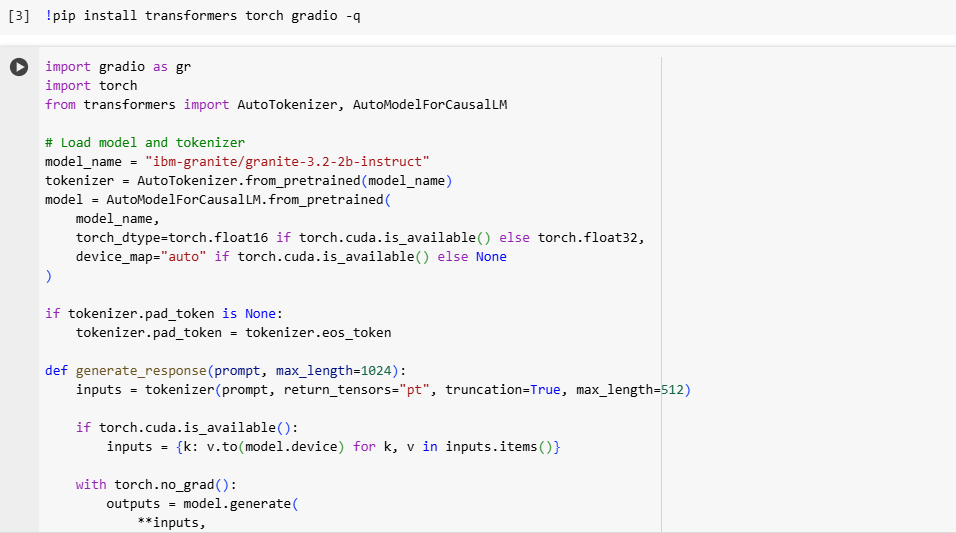 [3] !pip install transformers torch gradio -q
import gradio as gr
import torch
from transformers import AutoTokenizer, AutoModelForCausalLM
# Load model and tokenizer
model_name = "ibm-granite/granite-3.2-2b-instruct"
tokenizer = AutoTokenizer.from_pretrained(model_name)
model = AutoModelForCausalLM.from_pretrained(
    model_name,
    torch_dtype=torch.float16 if torch.cuda.is_available() else torch.float32,
    device_map="auto" if torch.cuda.is_available() else None
)
if tokenizer.pad_token is None:
    tokenizer.pad_token = tokenizer.eos_token
def generate_response(prompt, max_length=1024):
    inputs = tokenizer(prompt, return_tensors="pt", truncation=True, max_length=512)
    if torch.cuda.is_available():
        inputs = {k: v.to(model.device) for k, v in inputs.items()}
    with torch.no_grad():
        outputs = model.generate(
            **inputs,